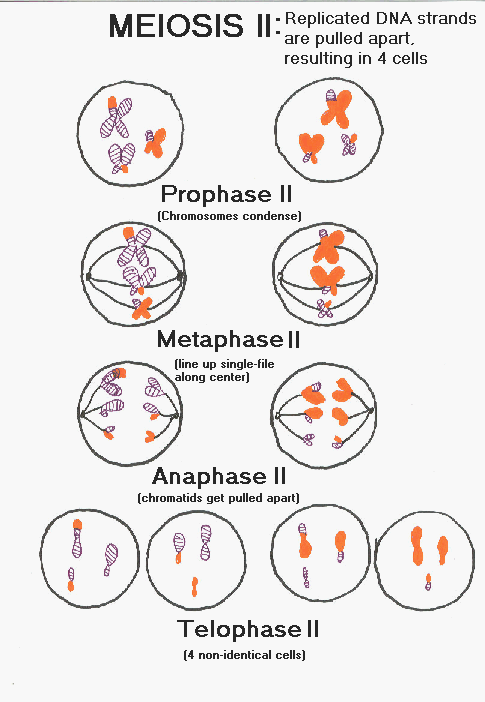 MEIOSIS II: Replicated DNA strands
are pulled apart,
resulting in 4 cells
Prophase II
(Chromosomes condense)
Metaphase II
(line up single-file
along center)
Anaphase II
(chromatids get pulled apart)
Telophase II
(4 non-identical cells)